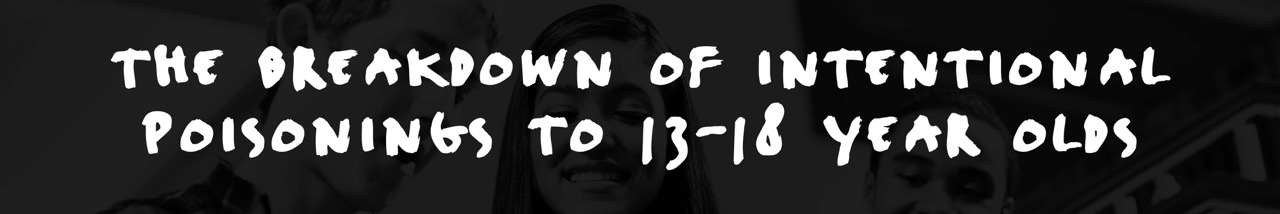 THE BREAKDOWN OF INTENTIONAL
POISONINGS TO 13-18 YEAR OLDS